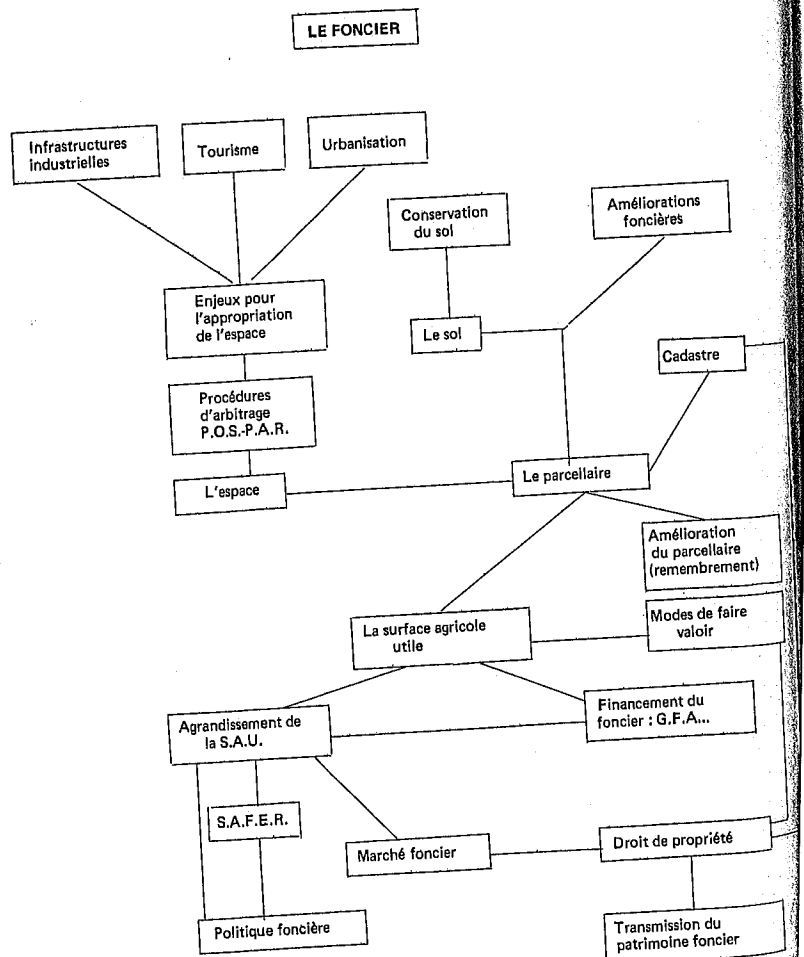 LE FONCIER
Infrastructures
industrielles
Tourisme
Urbanisation
Conservation
du sol
Améliorations
foncières
Enjeux pour
l'appropriation
de l'espace
Le sol
Cadastre
Procédures
d'arbitrage
P.O.S.-P.A.R.
L'espace
Le parcellaire
Amélioration
du parcellaire
(remembrement)
La surface agricole
utile
Modes de faire
valoir
Agrandissement de
la S.A.U.
Financement du
foncier : G.F.A...
S.A.F.E.R.
Marché foncier
Droit de propriété
Politique foncière
Transmission du
patrimoine foncier